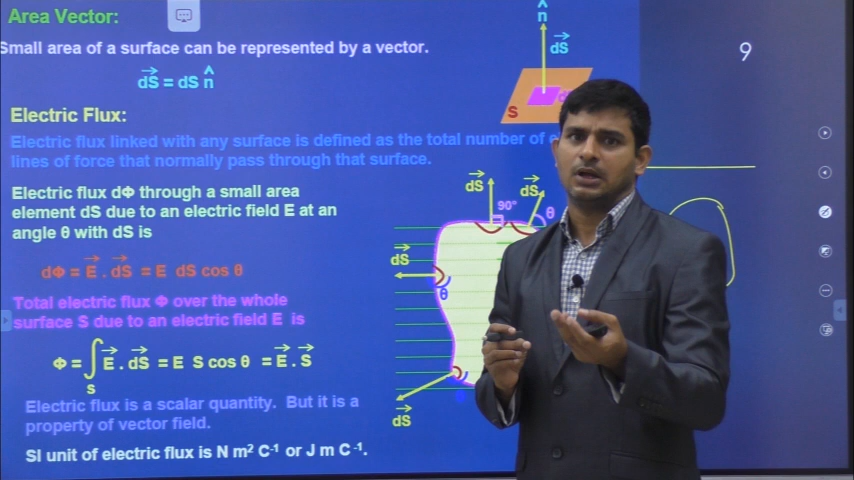 Area Vector:
Small area of a surface can be represented by a vector.
dS⃗ = dS n̂
Electric Flux:
Electric flux linked with any surface is defined as the total number of
lines of force that normally pass through that surface.
Electric flux dΦ through a small area
element dS due to an electric field E at an
angle θ with dS is
dΦ = E⃗ . dS⃗ = E dS cos θ
Total electric flux Φ over the whole
surface S due to an electric field E is
Φ = ∫ E⃗ . dS⃗ = E S cos θ = E⃗ . S⃗
S
Electric flux is a scalar quantity. But it is a
property of vector field.
SI unit of electric flux is N m² C⁻¹ or J m C⁻¹.
n̂
dS⃗
S
9
dS⃗
dS⃗
90°
θ
dS⃗
θ
θ
dS⃗